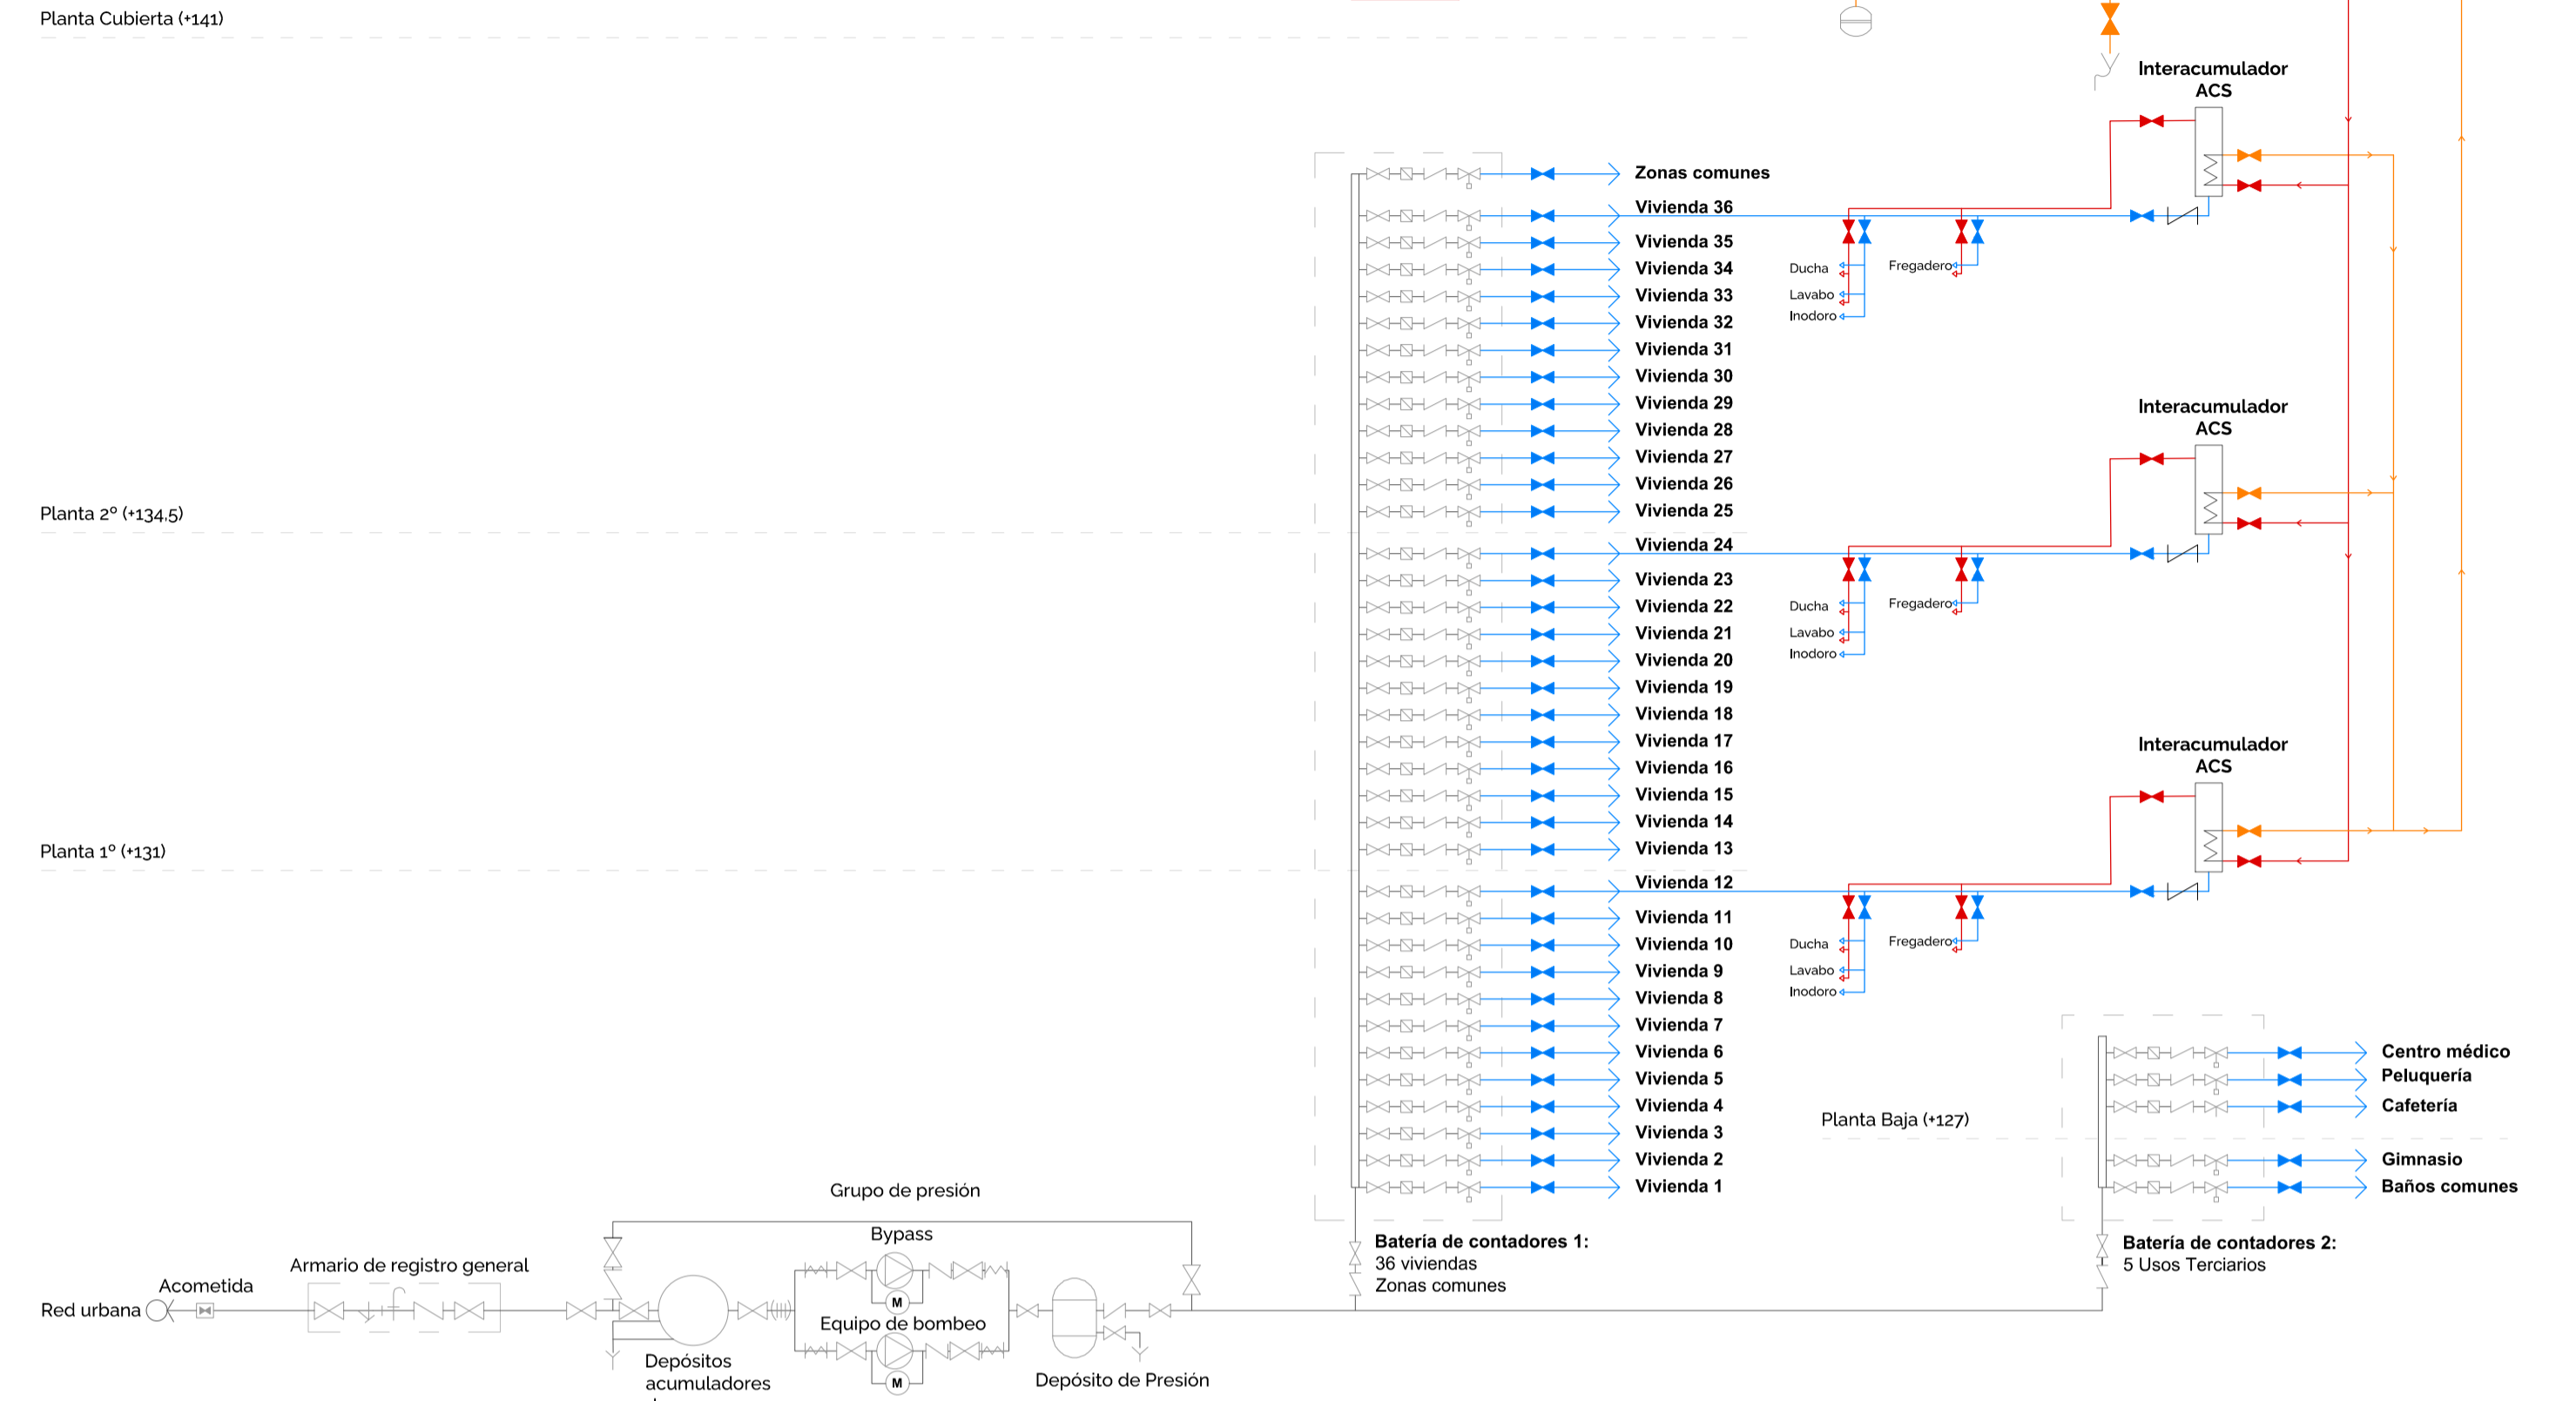 Planta Cubierta (+141)
Interacumulador
ACS
Zonas comunes
Vivienda 36
Vivienda 35
Vivienda 34
Vivienda 33
Vivienda 32
Vivienda 31
Vivienda 30
Vivienda 29
Vivienda 28
Vivienda 27
Vivienda 26
Vivienda 25
Ducha
Lavabo
Inodoro
Fregadero
Interacumulador
ACS
Planta 2º (+134,5)
Vivienda 24
Vivienda 23
Vivienda 22
Vivienda 21
Vivienda 20
Vivienda 19
Vivienda 18
Vivienda 17
Vivienda 16
Vivienda 15
Vivienda 14
Vivienda 13
Ducha
Lavabo
Inodoro
Fregadero
Interacumulador
ACS
Planta 1º (+131)
Vivienda 12
Vivienda 11
Vivienda 10
Vivienda 9
Vivienda 8
Vivienda 7
Vivienda 6
Vivienda 5
Vivienda 4
Vivienda 3
Vivienda 2
Vivienda 1
Ducha
Lavabo
Inodoro
Fregadero
Centro médico
Peluquería
Cafetería
Planta Baja (+127)
Gimnasio
Baños comunes
Grupo de presión
Bypass
Batería de contadores 1:
36 viviendas
Zonas comunes
Batería de contadores 2:
5 Usos Terciarios
Armario de registro general
Acometida
Red urbana
M
Equipo de bombeo
M
Depósitos
acumuladores
Depósito de Presión